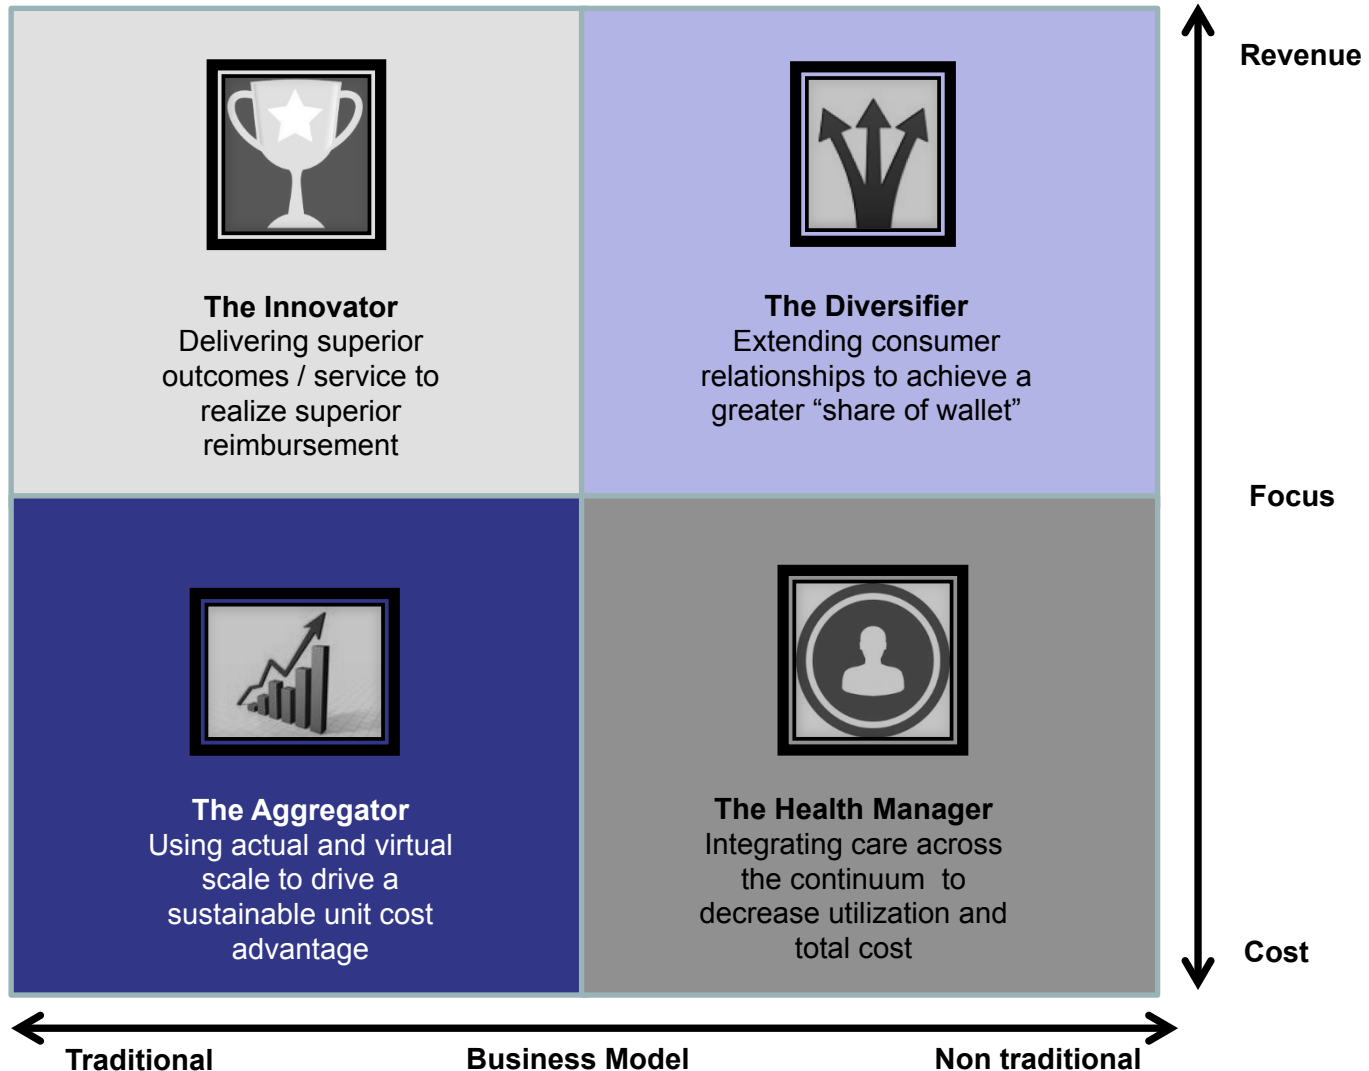 Revenue
The Innovator
Delivering superior
outcomes / service to
realize superior
reimbursement
The Diversifier
Extending consumer
relationships to achieve a
greater “share of wallet”
Focus
The Aggregator
Using actual and virtual
scale to drive a
sustainable unit cost
advantage
The Health Manager
Integrating care across
the continuum  to
decrease utilization and
total cost
Cost
Traditional
Business Model
Non traditional